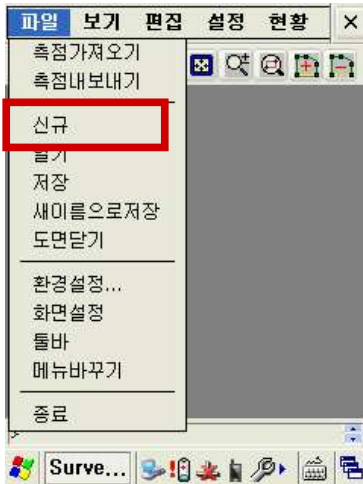 파일 보기 편집 설정 현황 ×
측점가져오기
측점내보내기
신규
열기
저장
새이름으로저장
도면닫기
환경설정...
화면설정
툴바
메뉴바꾸기
종료
>
Surve...